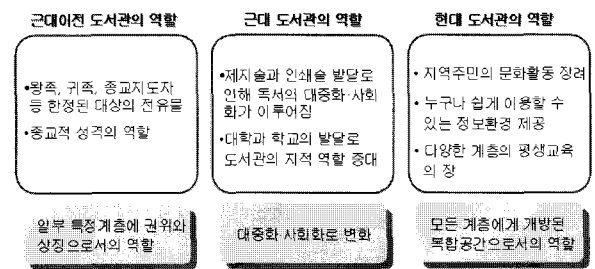 근대이전 도서관의 역할
•왕족, 귀족, 종교지도자
등 한정된 대상의 전유물
•종교적 성격의 역할
일부 특정계층에 권위와
상징으로서의 역할
근대 도서관의 역할
•제지술과 인쇄술 발달로
인해 독서의 대중화·사회
화가 이루어짐
•대학과 학교의 발달로
도서관의 지적 역할 증대
대중화 사회화로 변화
현대 도서관의 역할
• 지역주민의 문화활동 장려
• 누구나 쉽게 이용할 수
있는 정보환경 제공
• 다양한 계층의 평생교육
의 장
모든 계층에게 개방된
복합공간으로서의 역할